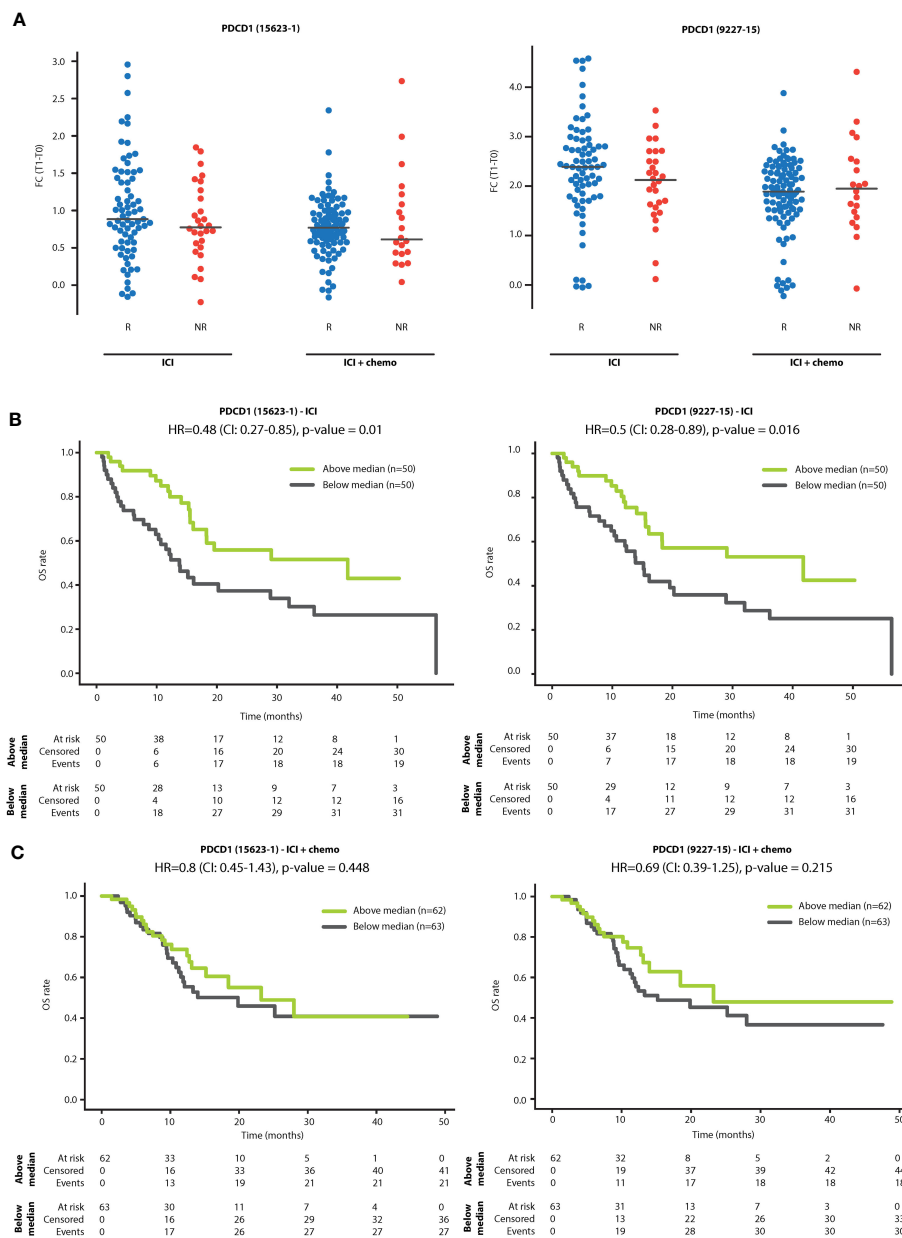 A
PDCD1 (15623-1)
FC (T1-T0)
3.0
2.5
2.0
1.5
1.0
0.5
0.0
R
NR
R
NR
ICI
ICI + chemo
PDCD1 (9227-15)
FC (T1-T0)
4.0
3.0
2.0
1.0
0.0
R
NR
R
NR
ICI
ICI + chemo
B
PDCD1 (15623-1) - ICI
HR=0.48 (CI: 0.27-0.85), p-value = 0.01
Above median (n=50)
Below median (n=50)
OS rate
1.0
0.8
0.6
0.4
0.2
0.0
0 10 20 30 40 50
Time (months)
Above median
At risk 50 38 17 12 8 1
Censored 0 6 16 20 24 30
Events 0 6 17 18 18 19
Below median
At risk 50 28 13 9 7 3
Censored 0 4 10 12 12 16
Events 0 18 27 29 31 31
PDCD1 (9227-15) - ICI
HR=0.5 (CI: 0.28-0.89), p-value = 0.016
Above median (n=50)
Below median (n=50)
OS rate
1.0
0.8
0.6
0.4
0.2
0.0
0 10 20 30 40 50
Time (months)
Above median
At risk 50 37 18 12 8 1
Censored 0 6 15 20 24 30
Events 0 7 17 18 18 19
Below median
At risk 50 29 12 9 7 3
Censored 0 4 11 12 12 16
Events 0 17 27 29 31 31
C
PDCD1 (15623-1) - ICI + chemo
HR=0.8 (CI: 0.45-1.43), p-value = 0.448
Above median (n=62)
Below median (n=63)
OS rate
1.0
0.8
0.6
0.4
0.2
0.0
0 10 20 30 40 50
Time (months)
Above median
At risk 62 33 10 5 1 0
Censored 0 16 33 36 40 41
Events 0 13 19 21 21 21
Below median
At risk 63 30 11 7 4 0
Censored 0 16 26 29 32 36
Events 0 17 26 27 27 27
PDCD1 (9227-15) - ICI + chemo
HR=0.69 (CI: 0.39-1.25), p-value = 0.215
Above median (n=62)
Below median (n=63)
OS rate
1.0
0.8
0.6
0.4
0.2
0.0
0 10 20 30 40 50
Time (months)
Above median
At risk 62 32 8 5 2 0
Censored 0 19 37 39 42 44
Events 0 11 17 18 18 18
Below median
At risk 63 31 13 7 3 0
Censored 0 13 22 26 30 33
Events 0 19 28 30 30 30